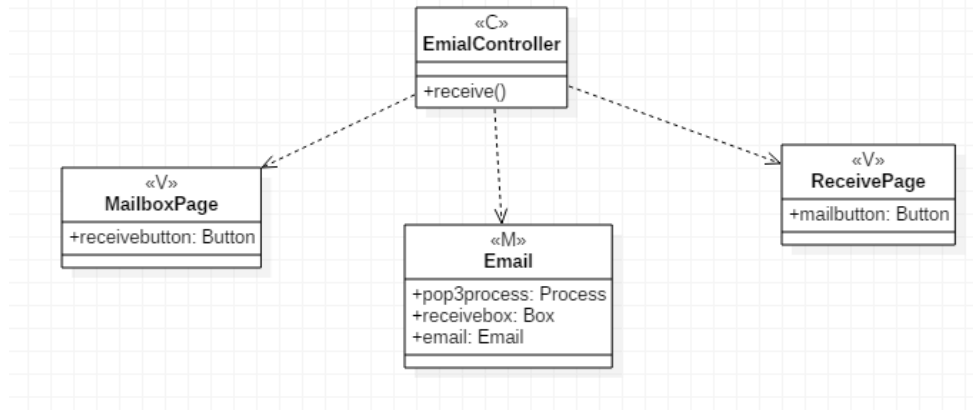 «C»
EmialController
+receive()
«V»
MailboxPage
+receivebutton: Button
«M»
Email
+pop3process: Process
+receivebox: Box
+email: Email
«V»
ReceivePage
+mailbutton: Button